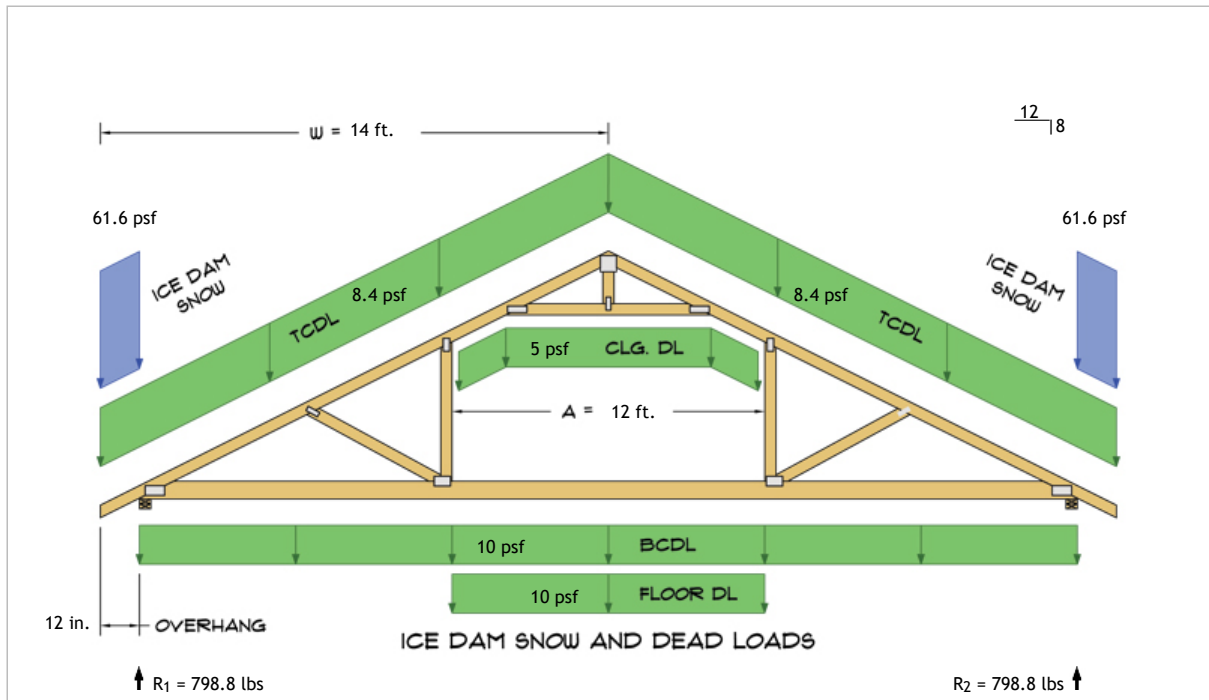 12
8
W = 14 ft.
61.6 psf
61.6 psf
ICE DAM
SNOW
ICE DAM
SNOW
8.4 psf
TCDL
8.4 psf
TCDL
5 psf CLG. DL
A = 12 ft.
10 psf BCDL
10 psf FLOOR DL
12 in. OVERHANG
ICE DAM SNOW AND DEAD LOADS
R1 = 798.8 lbs
R2 = 798.8 lbs